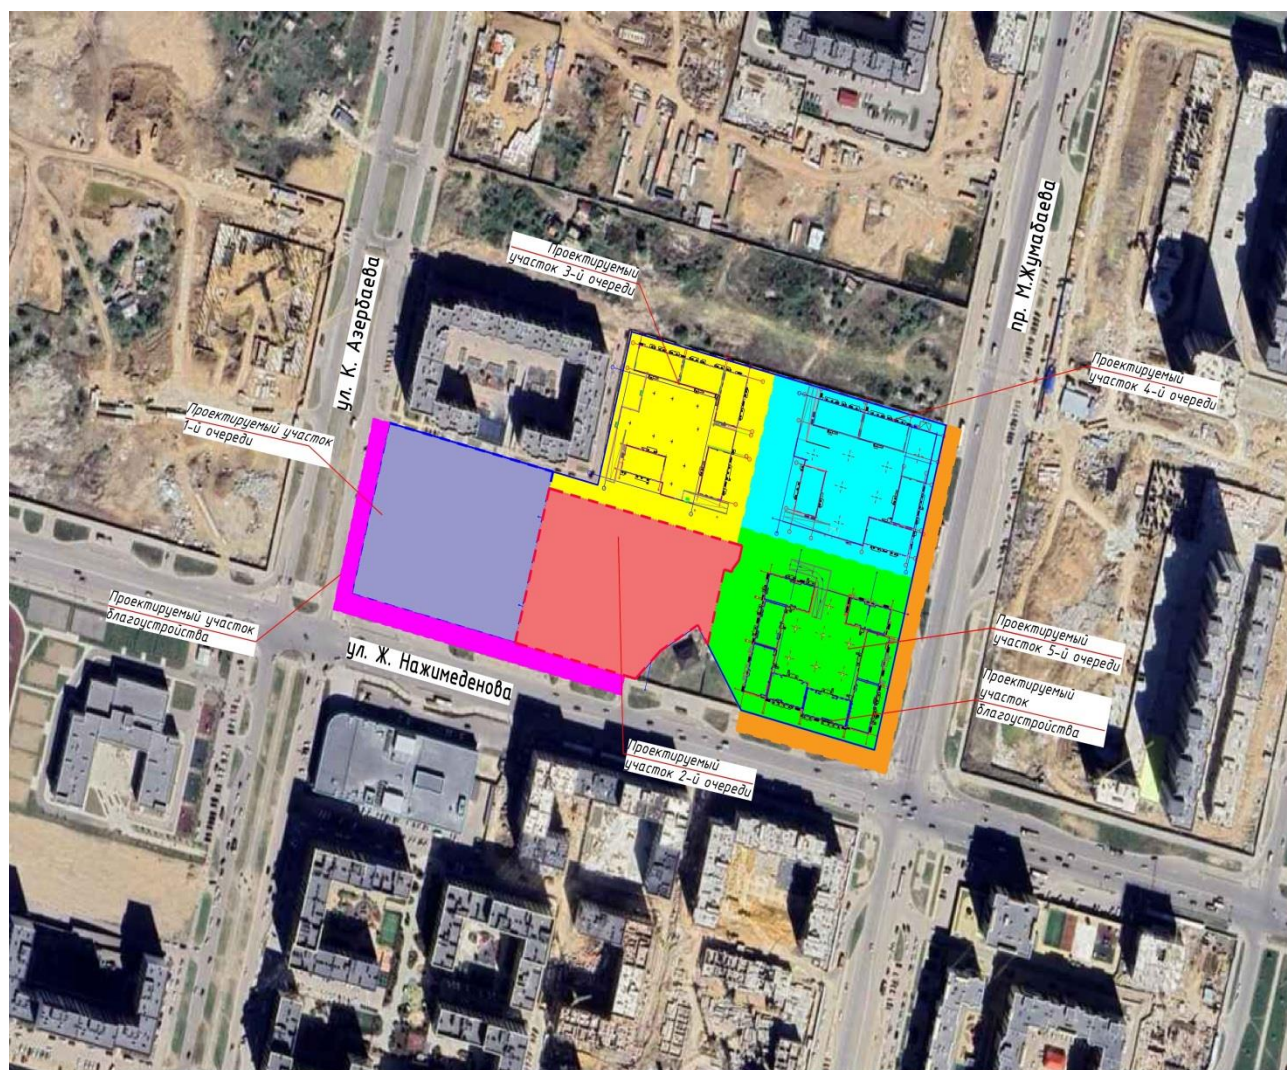 пр. М.Жумабаева
Проектируемый
участок 3-й очереди
ул. К. Азербаева
Проектируемый
участок 4-й очереди
Проектируемый участок
1-й очереди
Проектируемый участок
благоустройства
Проектируемый
участок 5-й очереди
ул. Ж. Нажимеденова
Проектируемый
участок
благоустройства
Проектируемый
участок 2-й очереди